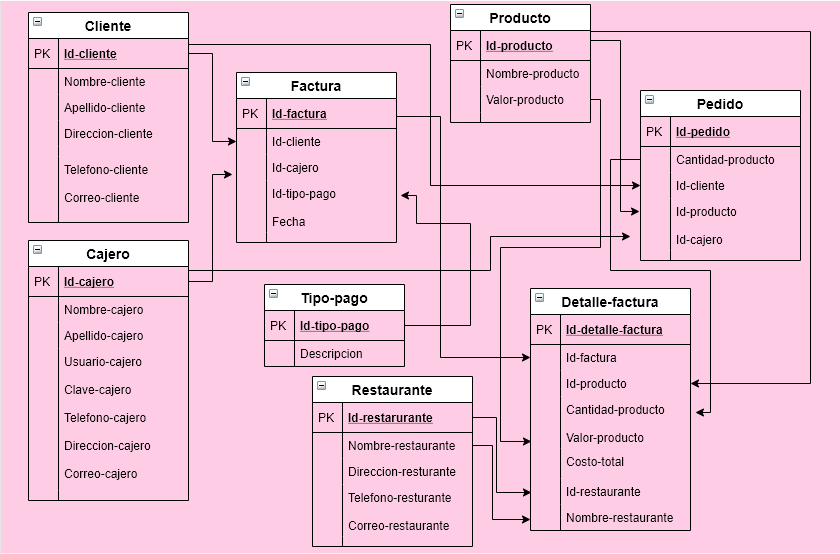 Cliente
PK Id-cliente
Nombre-cliente
Apellido-cliente
Direccion-cliente
Telefono-cliente
Correo-cliente
Factura
PK Id-factura
Id-cliente
Id-cajero
Id-tipo-pago
Fecha
Producto
PK Id-producto
Nombre-producto
Valor-producto
Pedido
PK Id-pedido
Cantidad-producto
Id-cliente
Id-producto
Id-cajero
Cajero
PK Id-cajero
Nombre-cajero
Apellido-cajero
Usuario-cajero
Clave-cajero
Telefono-cajero
Direccion-cajero
Correo-cajero
Tipo-pago
PK Id-tipo-pago
Descripcion
Restaurante
PK Id-restarurante
Nombre-restaurante
Direccion-resturante
Telefono-resturante
Correo-restaurante
Detalle-factura
PK Id-detalle-factura
Id-factura
Id-producto
Cantidad-producto
Valor-producto
Costo-total
Id-restaurante
Nombre-restaurante